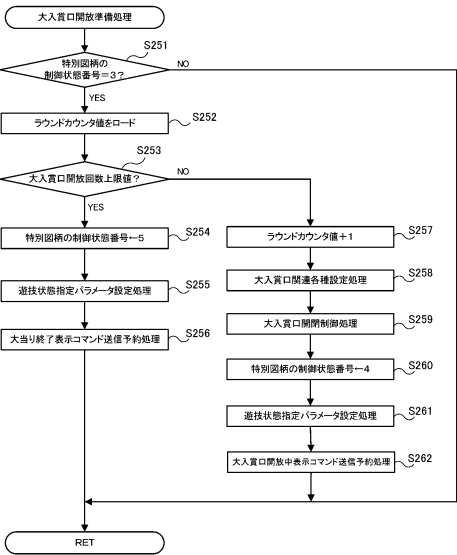 大入賞口開放準備処理
S251
特別図柄の
制御状態番号=3?
NO
YES
S252
ラウンドカウンタ値をロード
S253
大入賞口開放回数上限値?
NO
YES
S254
特別図柄の制御状態番号←5
S255
遊技状態指定パラメータ設定処理
S256
大当り終了表示コマンド送信予約処理
S257
ラウンドカウンタ値+1
S258
大入賞口関連各種設定処理
S259
大入賞口開閉制御処理
S260
特別図柄の制御状態番号←4
S261
遊技状態指定パラメータ設定処理
S262
大入賞口開放中表示コマンド送信予約処理
RET